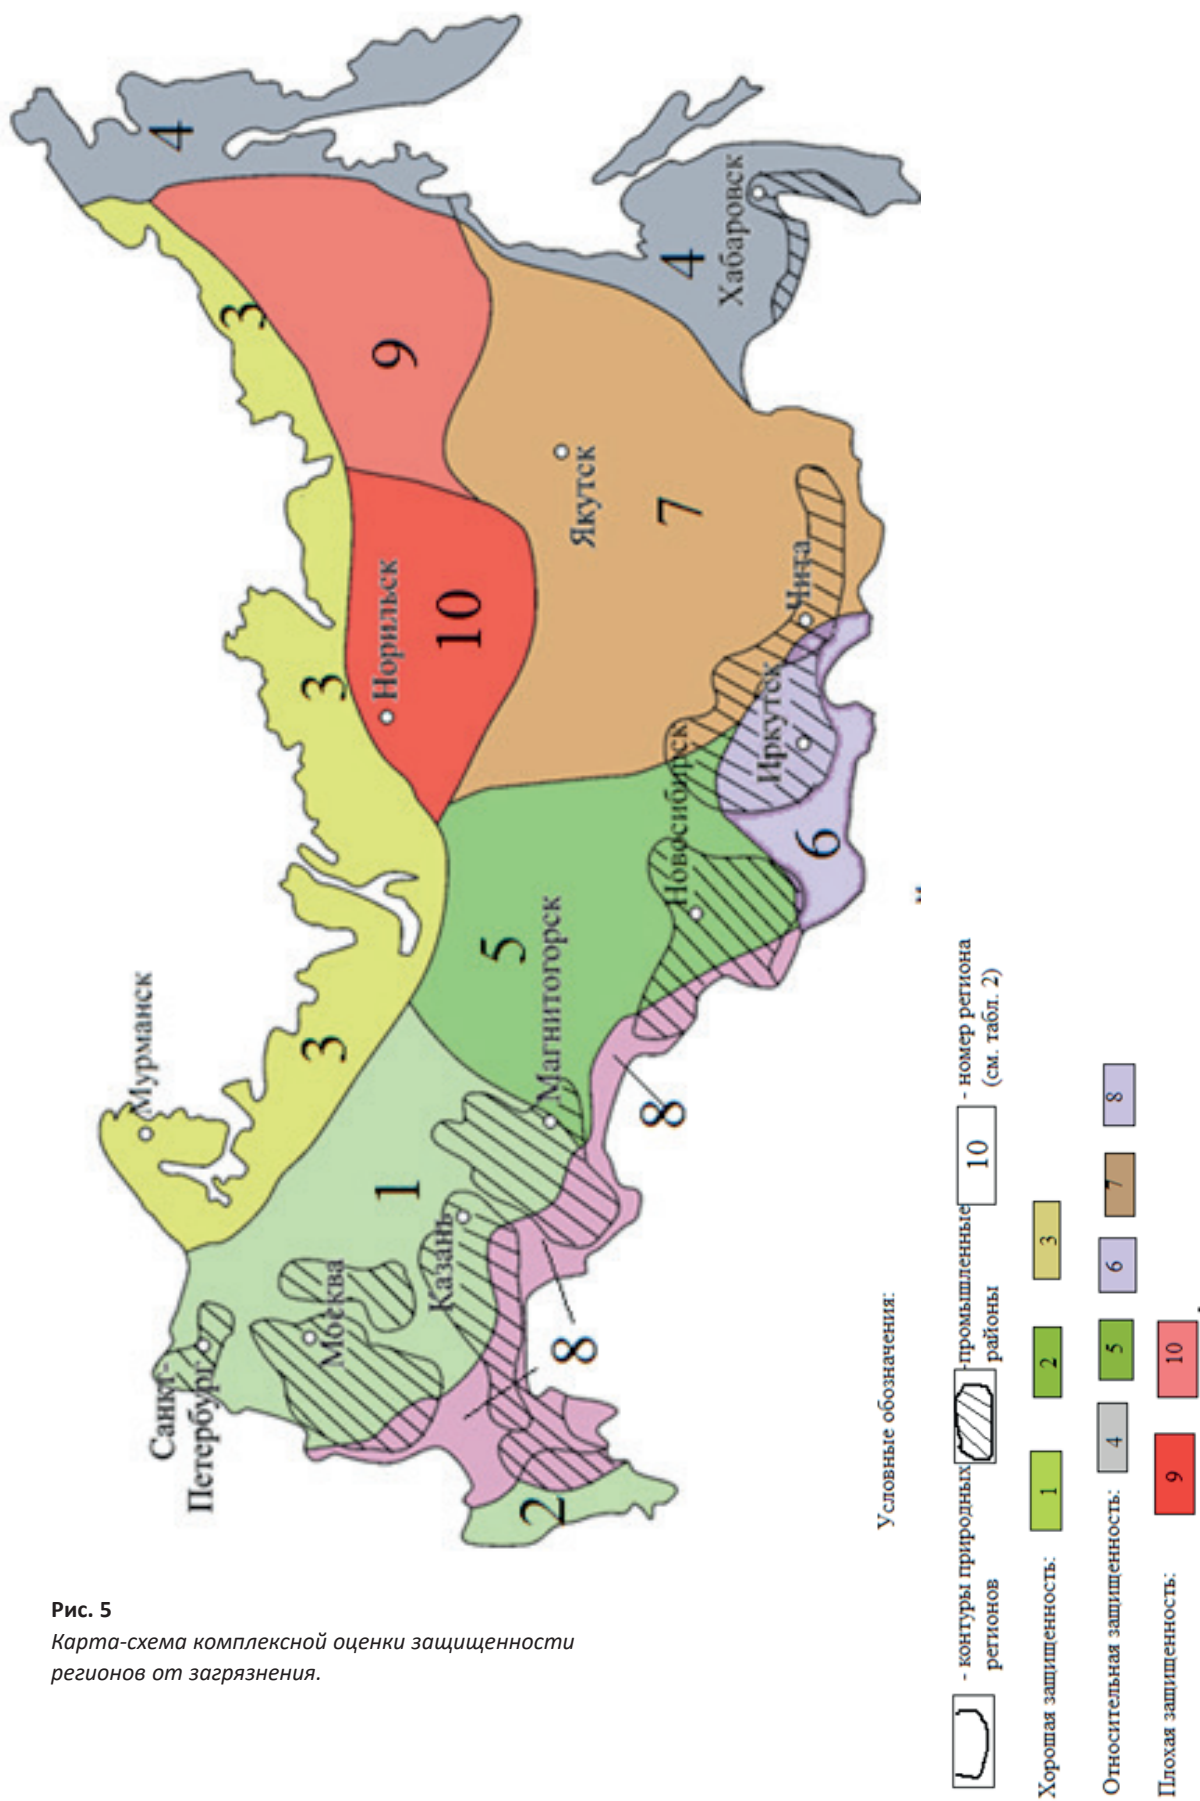 4
3
9
4
Хабаровск
3
Норильск
10
Якутск
7
Чита
Иркутск
Новосибирск
6
Мурманск
3
5
Магнитогорск
8
1
Казань
Москва
Санкт-
Петербург
8
2
Условные обозначения:
- контуры природных
регионов
-промышленные
районы
10
- номер региона
(см. табл. 2)
Хорошая защищенность:
1
2
3
Относительная защищенность:
4
5
6
7
8
Плохая защищенность:
9
10
Рис. 5
Карта-схема комплексной оценки защищенности
регионов от загрязнения.